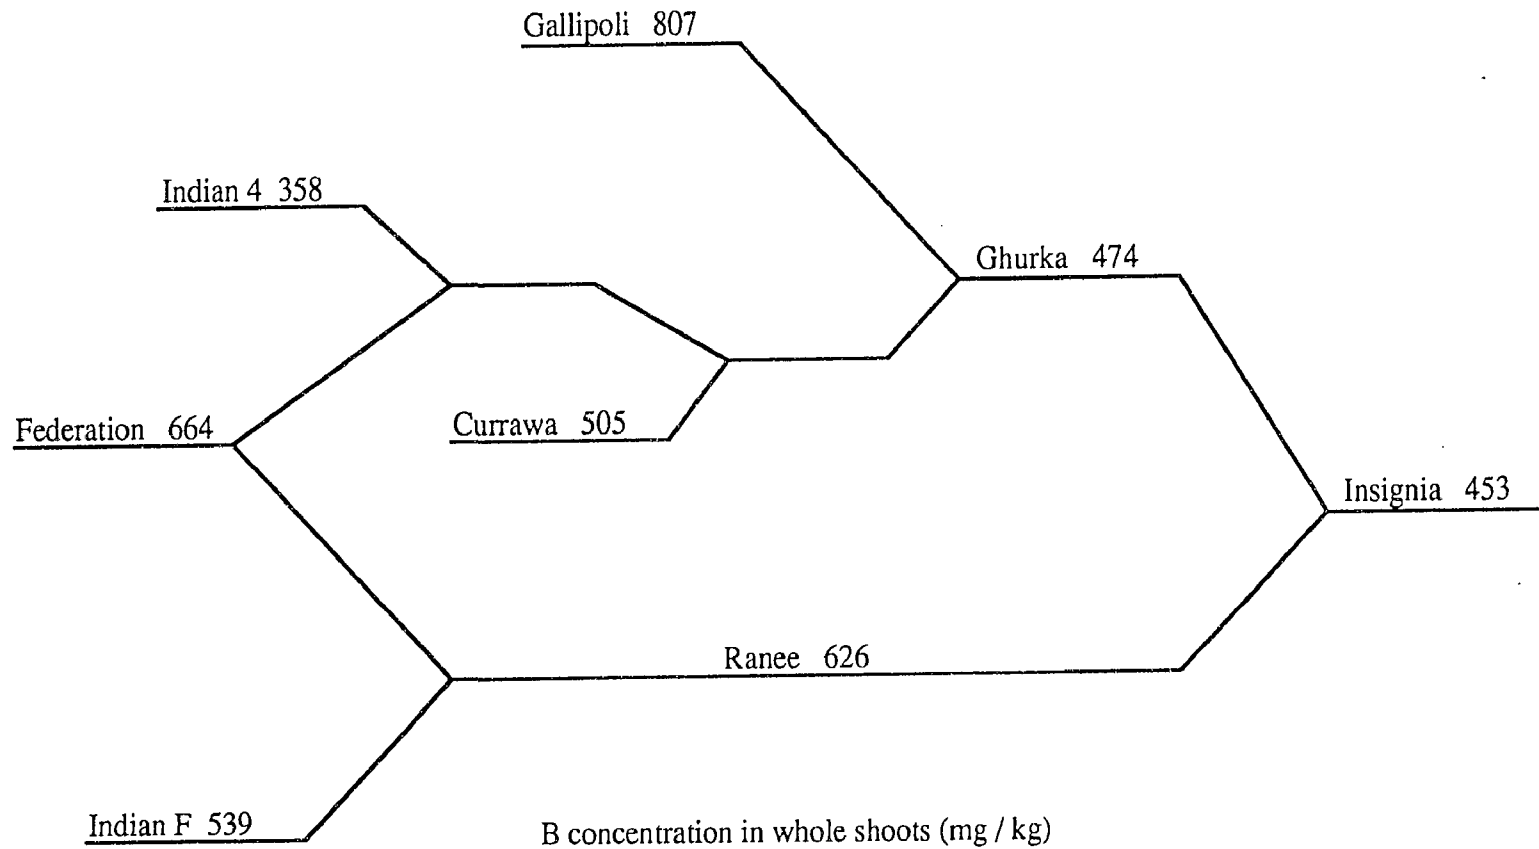 Gallipoli 807
Indian 4 358
Ghurka 474
Federation 664
Currawa 505
Insignia 453
Ranee 626
Indian F 539
B concentration in whole shoots (mg / kg)